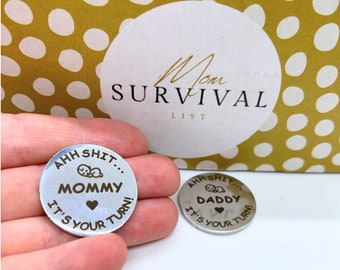 Mom
SURVIVAL
LIST
AHH SHIT...
MOMMY
IT'S YOUR TURN!
AHH SHIT...
DADDY
IT'S YOUR TURN!